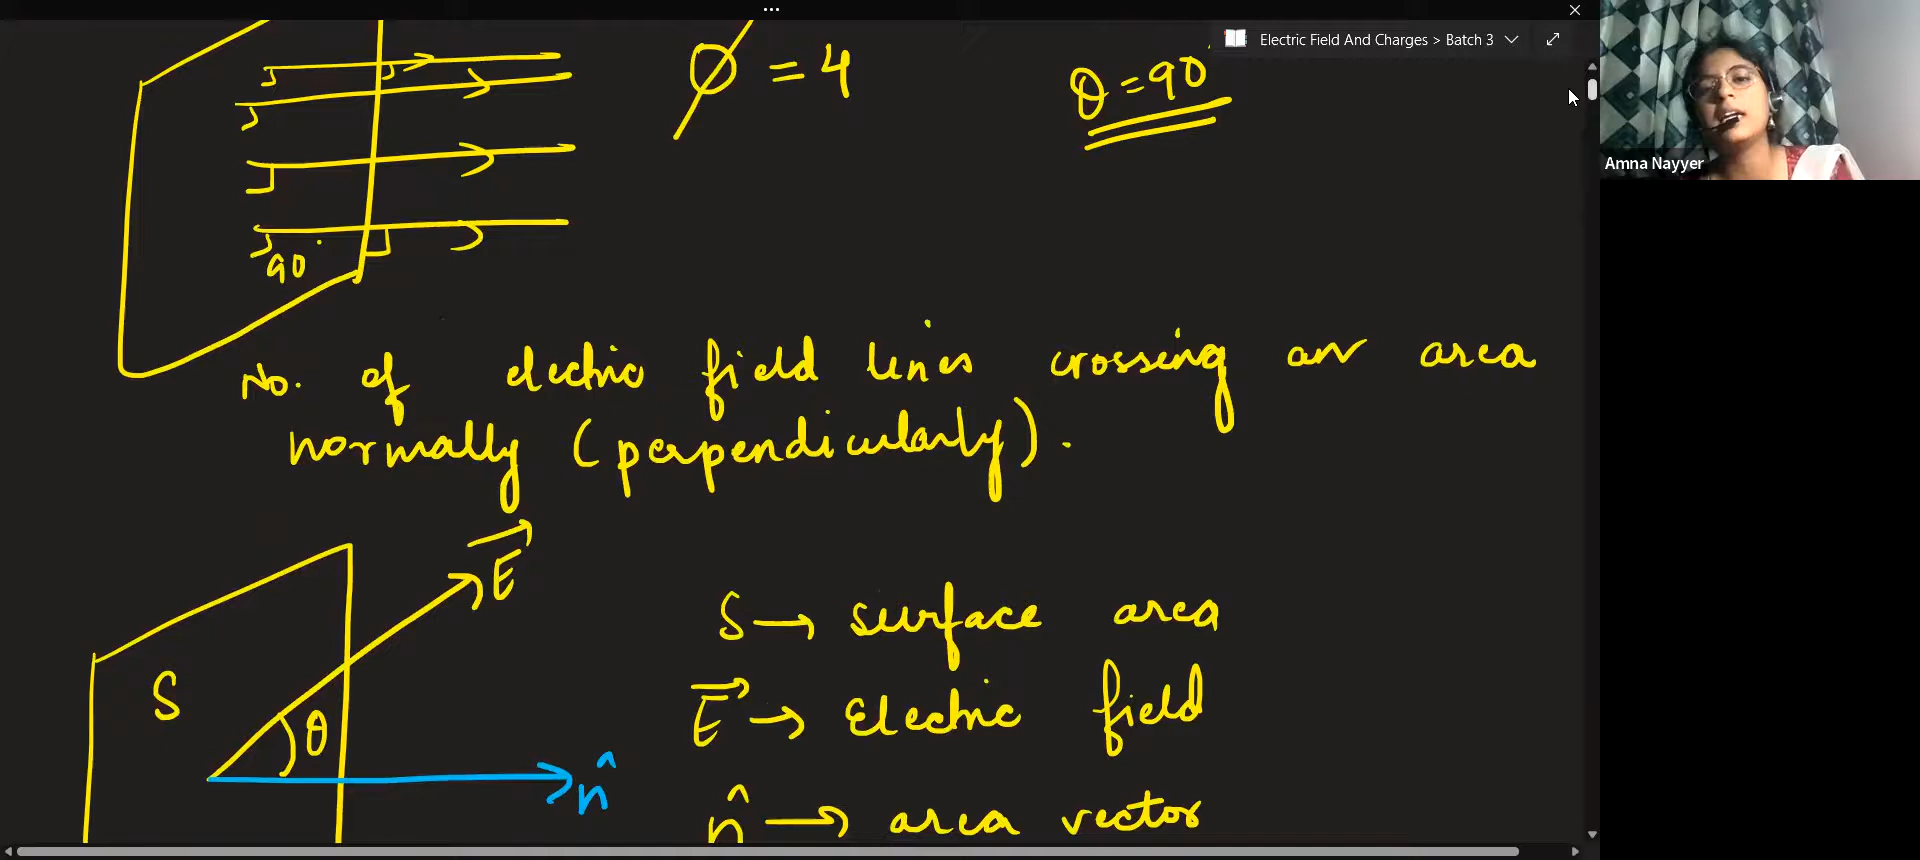 Electric Field And Charges > Batch 3
Amna Nayyer
Ø = 4
θ = 90°
90°
No. of electric field lines crossing an area
normally (perpendicularly).
E
S → surface area
S
E → Electric field
θ
n̂
n̂ → area vector